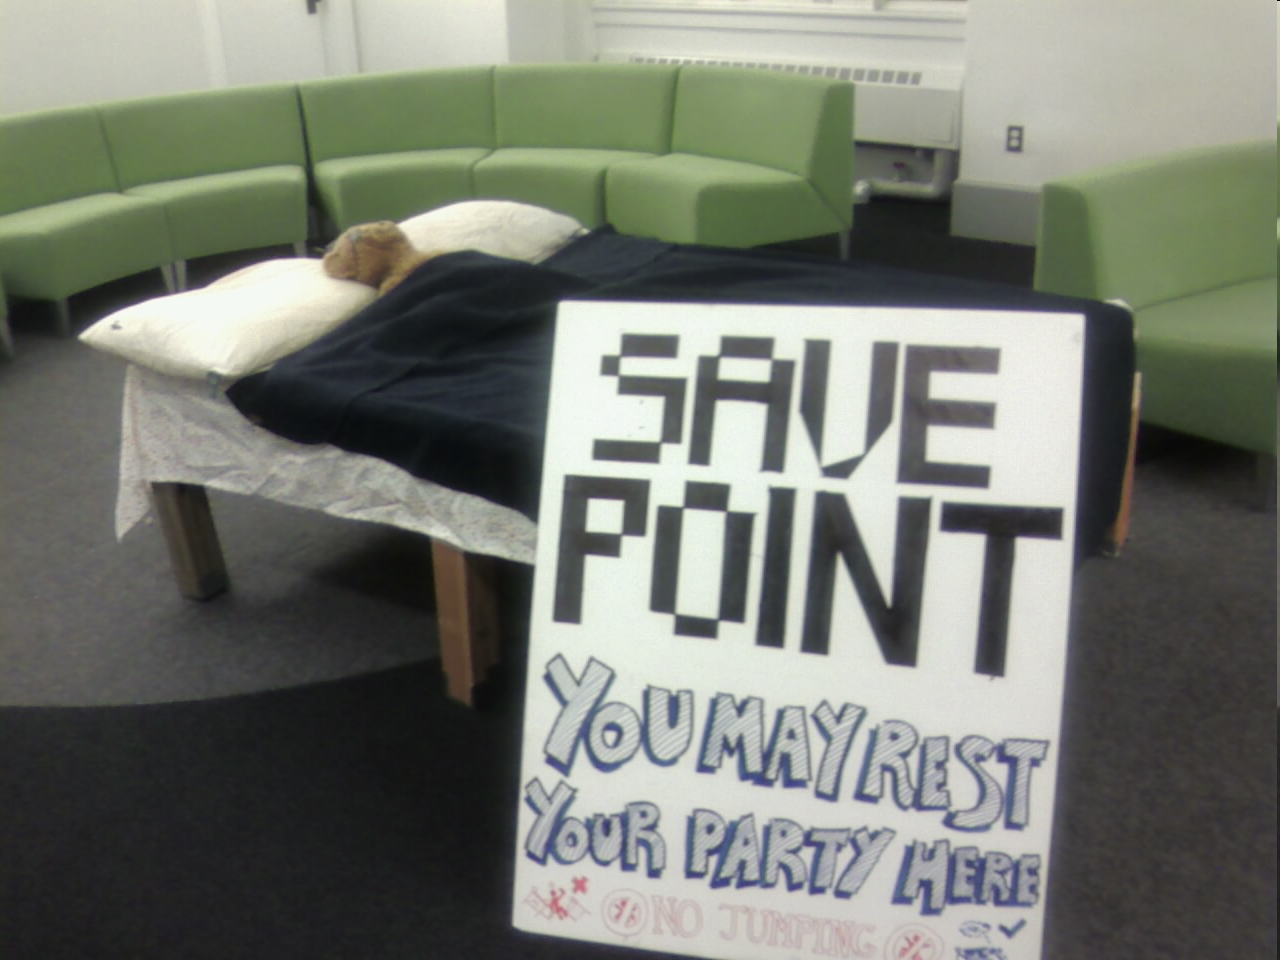 SAVE
POINT
YOU MAY REST
YOUR PARTY HERE
NO JUMPING